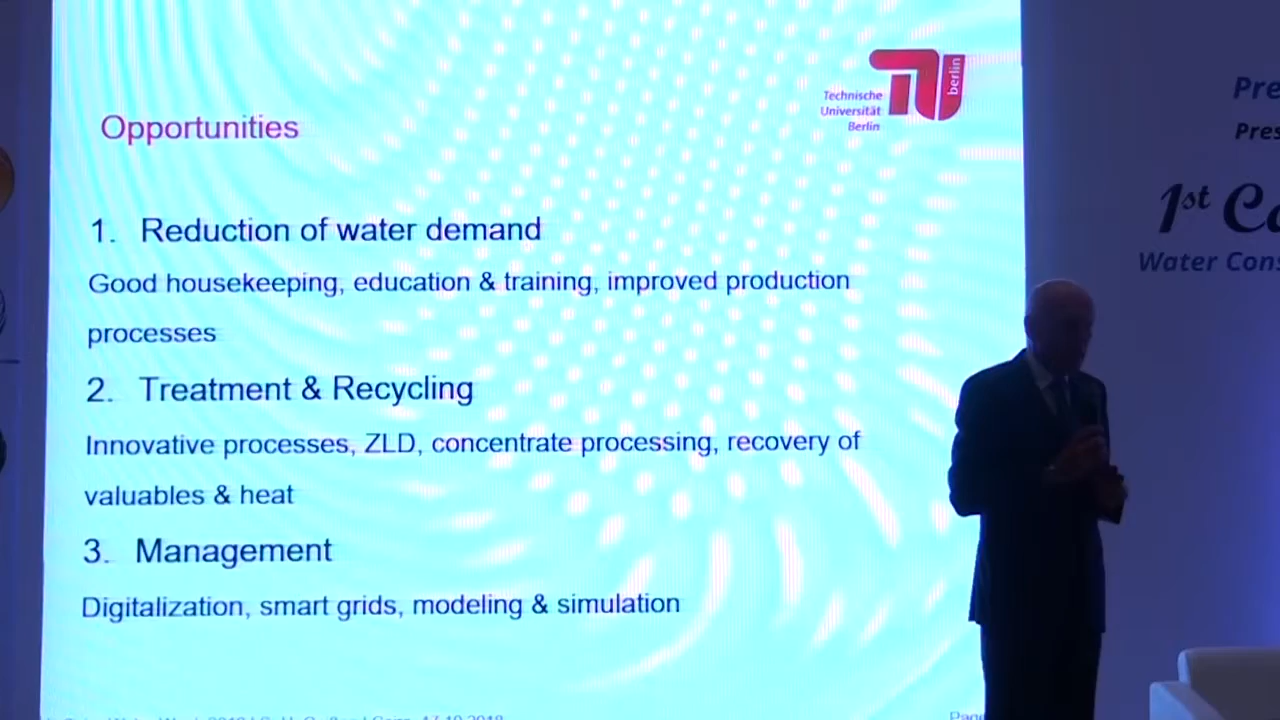 Technische
Universität
Berlin
berlin
Opportunities
1. Reduction of water demand
Good housekeeping, education & training, improved production
processes
2. Treatment & Recycling
Innovative processes, ZLD, concentrate processing, recovery of
valuables & heat
3. Management
Digitalization, smart grids, modeling & simulation
Pre
Pres
1st Ca
Water Cons